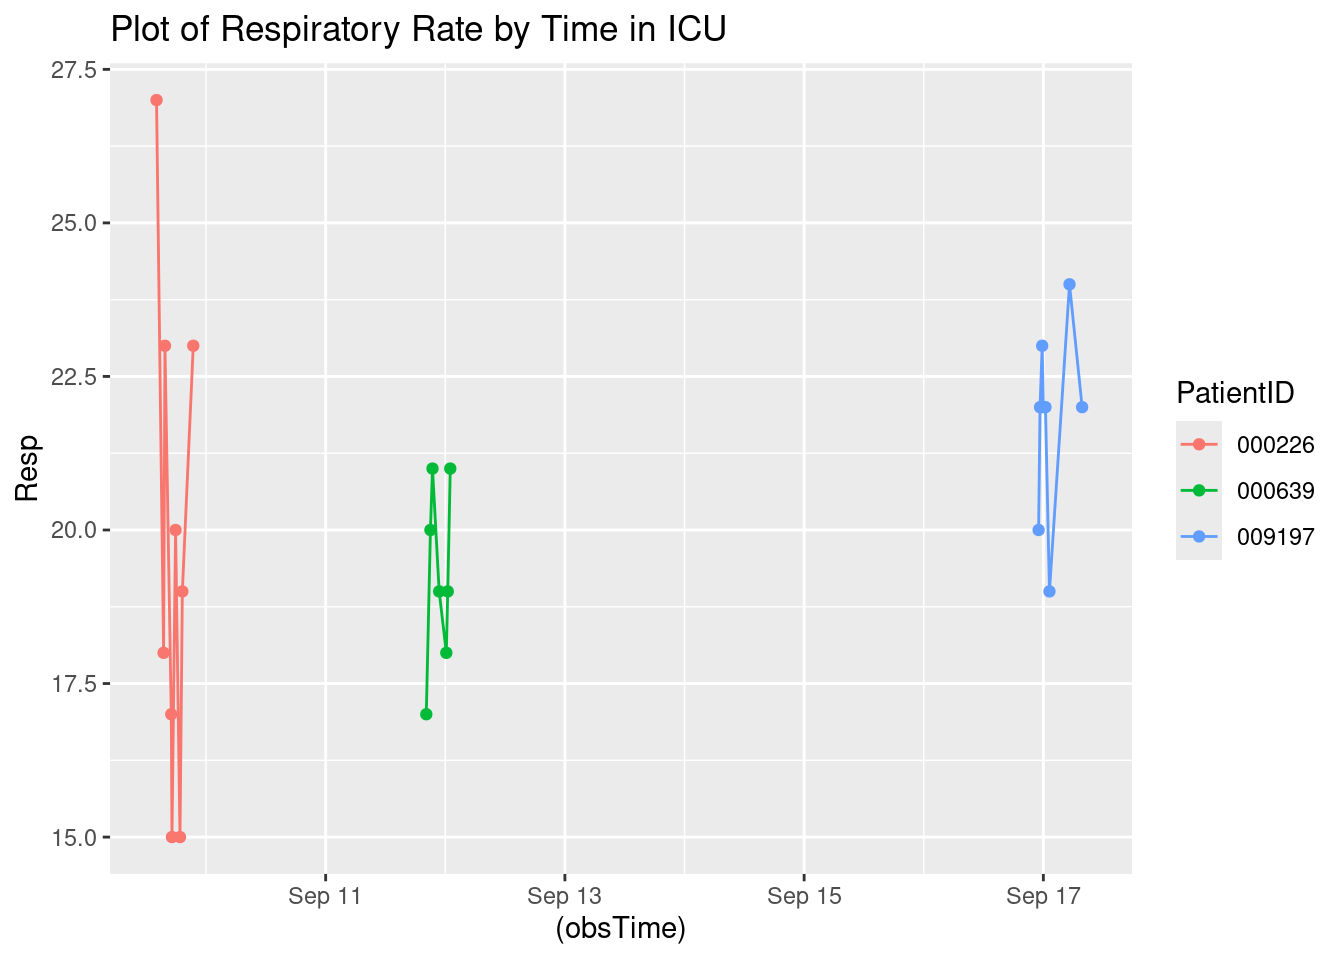 Plot of Respiratory Rate by Time in ICU
27.5
25.0
22.5
20.0
17.5
15.0
Resp
Sep 11
Sep 13
Sep 15
Sep 17
(obsTime)
PatientID
000226
000639
009197